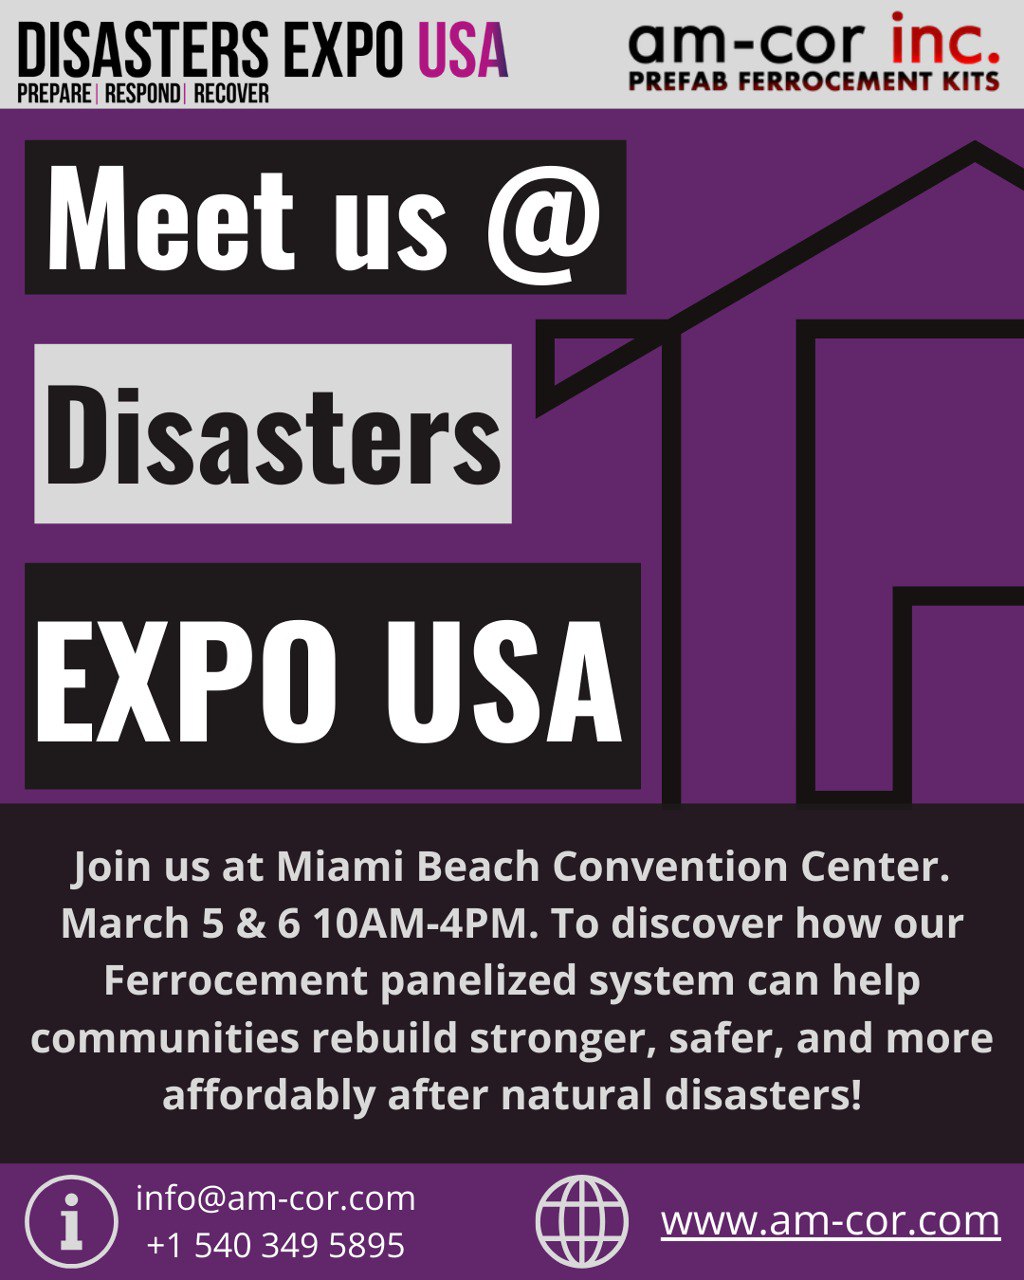 DISASTERS EXPO USA
PREPARE| RESPOND| RECOVER
am-cor inc.
PREFAB FERROCEMENT KITS
Meet us @
Disasters
EXPO USA
Join us at Miami Beach Convention Center.
March 5 & 6 10AM-4PM. To discover how our
Ferrocement panelized system can help
communities rebuild stronger, safer, and more
affordably after natural disasters!
info@am-cor.com
+1 540 349 5895
www.am-cor.com